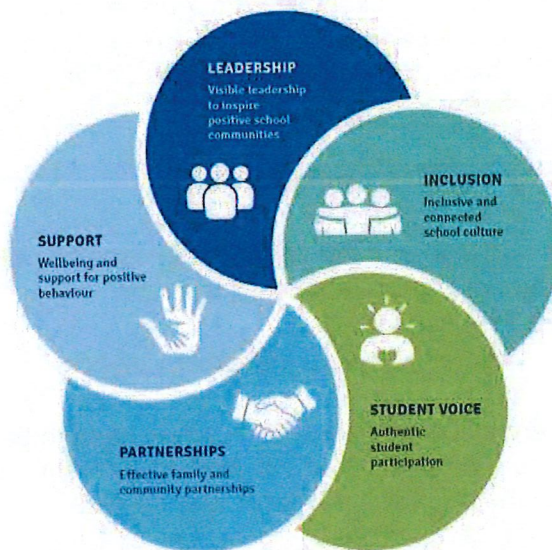 LEADERSHIP
Visible leadership
to inspire
positive school
communities
INCLUSION
Inclusive and
connected
school culture
STUDENT VOICE
Authentic
student
participation
PARTNERSHIPS
Effective family and
community partnerships
SUPPORT
Wellbeing and
support for positive
behaviour